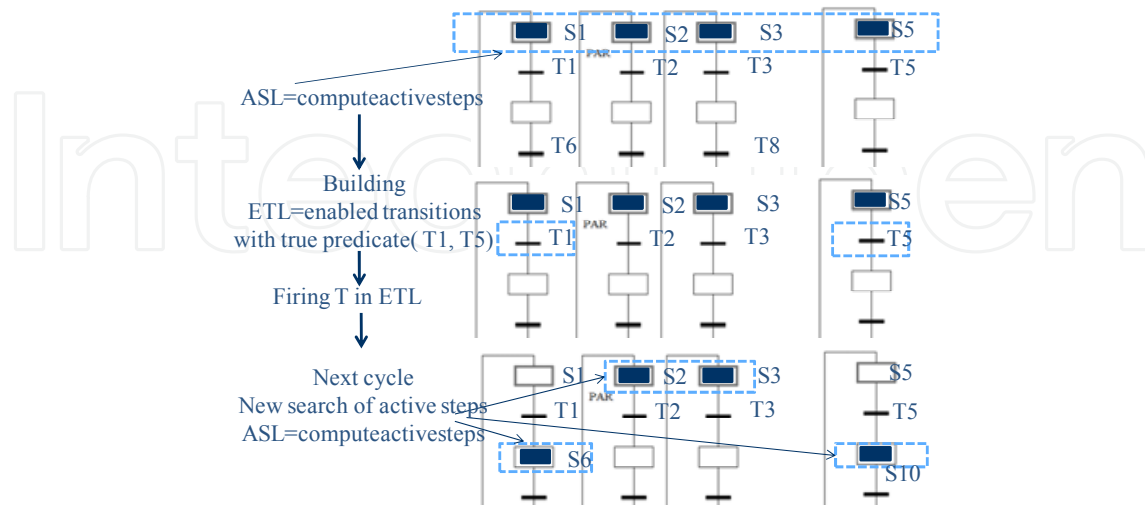 S1 S2 S3 S5
PAR
T1 T2 T3 T5
ASL=computeactivesteps
T6 T8
Building
ETL=enabled transitions
with true predicate( T1, T5)
S1 S2 S3 S5
PAR
T1 T2 T3 T5
Firing T in ETL
Next cycle
New search of active steps
ASL=computeactivesteps
S1 S2 S3 S5
PAR
T1 T2 T3 T5
S6 S10